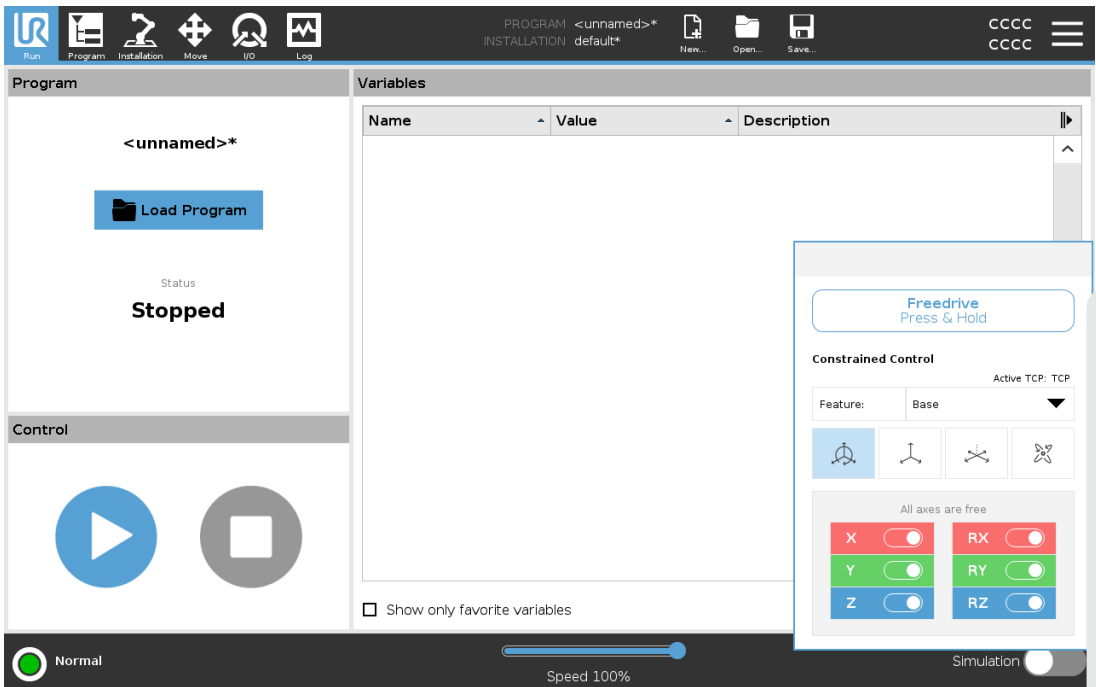 UR
PROGRAM <unnamed>*
INSTALLATION default*
CCCC
CCCC
Run Program Installation Move I/O Log New... Open... Save...
Program
<unnamed>*
Load Program
Status
Stopped
Control
Variables
Name Value Description
Show only favorite variables
Freedrive
Press & Hold
Constrained Control
Active TCP: TCP
Feature: Base
All axes are free
X RX
Y RY
Z RZ
Normal
Speed 100%
Simulation